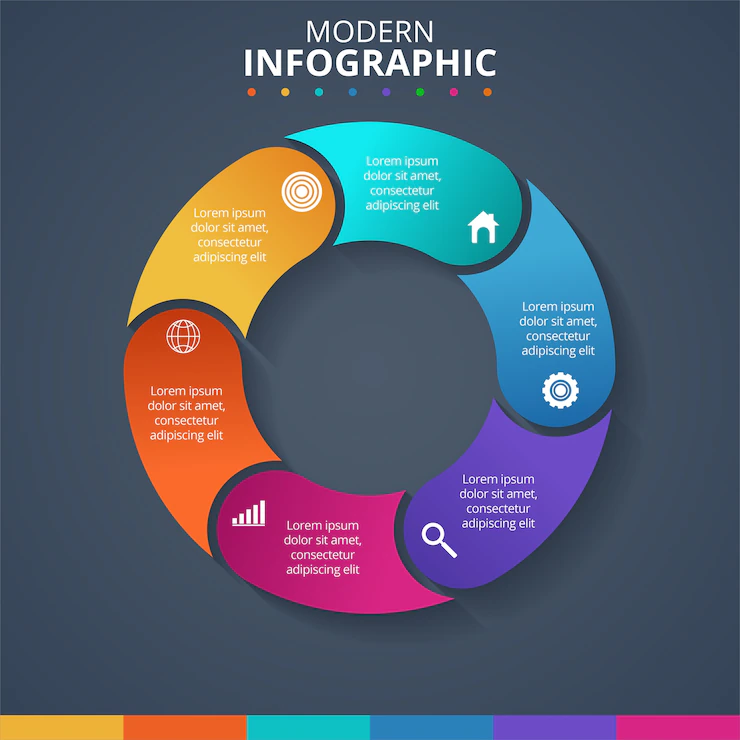 MODERN
INFOGRAPHIC
Lorem ipsum
dolor sit amet,
consectetur
adipiscing elit
Lorem ipsum
dolor sit amet,
consectetur
adipiscing elit
Lorem ipsum
dolor sit amet,
consectetur
adipiscing elit
Lorem ipsum
dolor sit amet,
consectetur
adipiscing elit
Lorem ipsum
dolor sit amet,
consectetur
adipiscing elit
Lorem ipsum
dolor sit amet,
consectetur
adipiscing elit